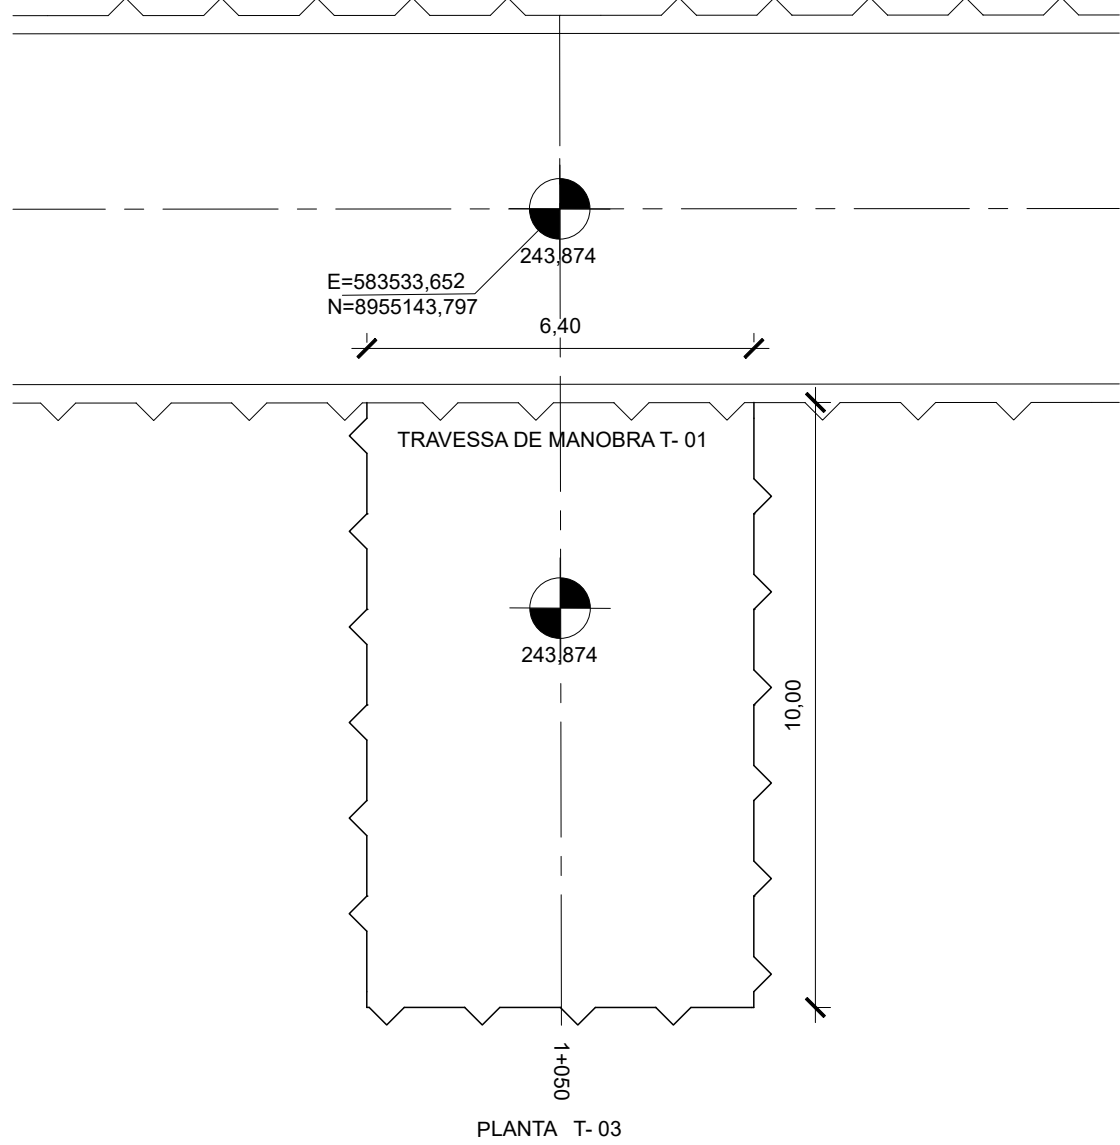 243,874
E=583533,652
N=8955143,797
6,40
TRAVESSA DE MANOBRA T- 01
243,874
10,00
1+050
PLANTA T- 03